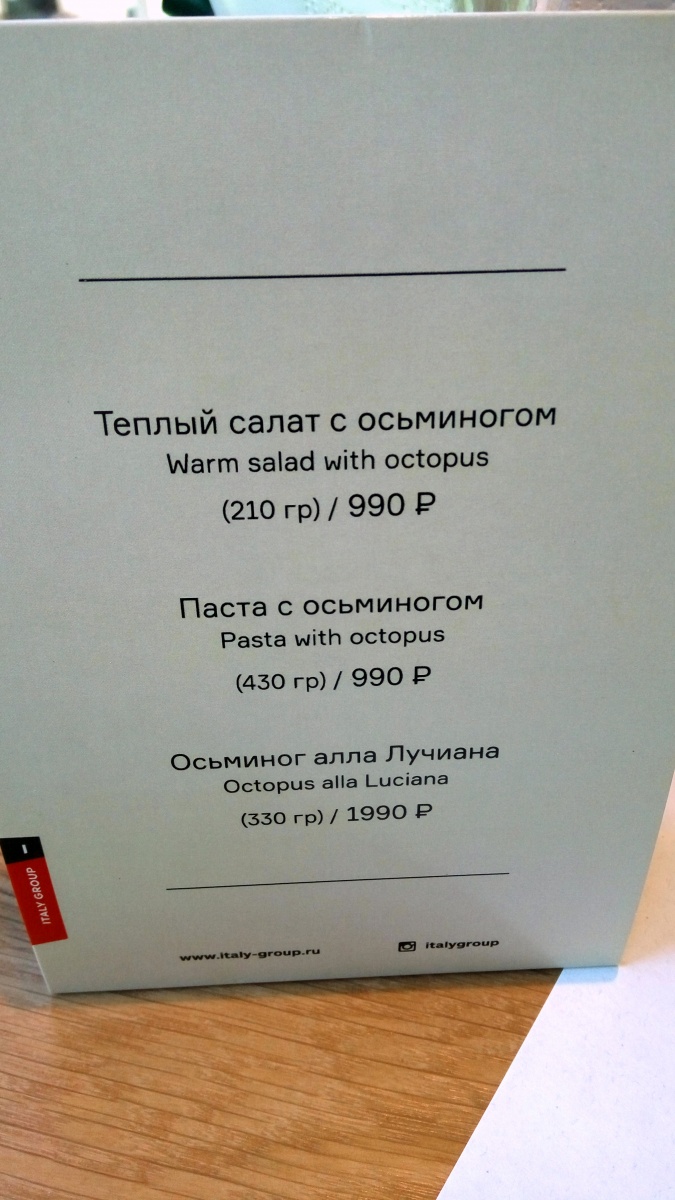 Теплый салат с осьминогом
Warm salad with octopus
(210 гр) / 990 ₽
Паста с осьминогом
Pasta with octopus
(430 гр) / 990 ₽
Осьминог алла Лучиана
Octopus alla Luciana
(330 гр) / 1990 ₽
ITALY GROUP
www.italy-group.ru
italygroup